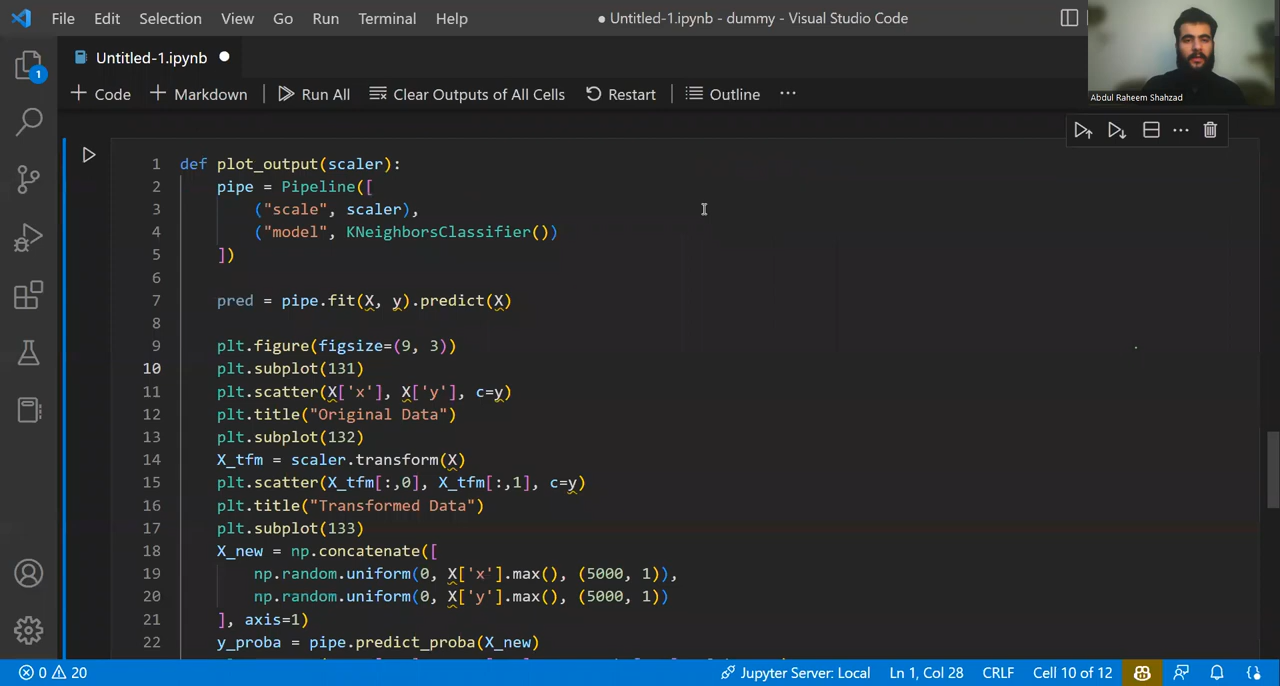 File Edit Selection View Go Run Terminal Help ● Untitled-1.ipynb - dummy - Visual Studio Code
Untitled-1.ipynb ●
+ Code + Markdown | Run All Clear Outputs of All Cells Restart | Outline ···
Abdul Raheem Shahzad
1
1 def plot_output(scaler):
2 pipe = Pipeline([
3 ("scale", scaler),
4 ("model", KNeighborsClassifier())
5 ])
6
7 pred = pipe.fit(X, y).predict(X)
8
9 plt.figure(figsize=(9, 3))
10 plt.subplot(131)
11 plt.scatter(X['x'], X['y'], c=y)
12 plt.title("Original Data")
13 plt.subplot(132)
14 X_tfm = scaler.transform(X)
15 plt.scatter(X_tfm[:,0], X_tfm[:,1], c=y)
16 plt.title("Transformed Data")
17 plt.subplot(133)
18 X_new = np.concatenate([
19 np.random.uniform(0, X['x'].max(), (5000, 1)),
20 np.random.uniform(0, X['y'].max(), (5000, 1))
21 ], axis=1)
22 y_proba = pipe.predict_proba(X_new)
0 20 Jupyter Server: Local Ln 1, Col 28 CRLF Cell 10 of 12